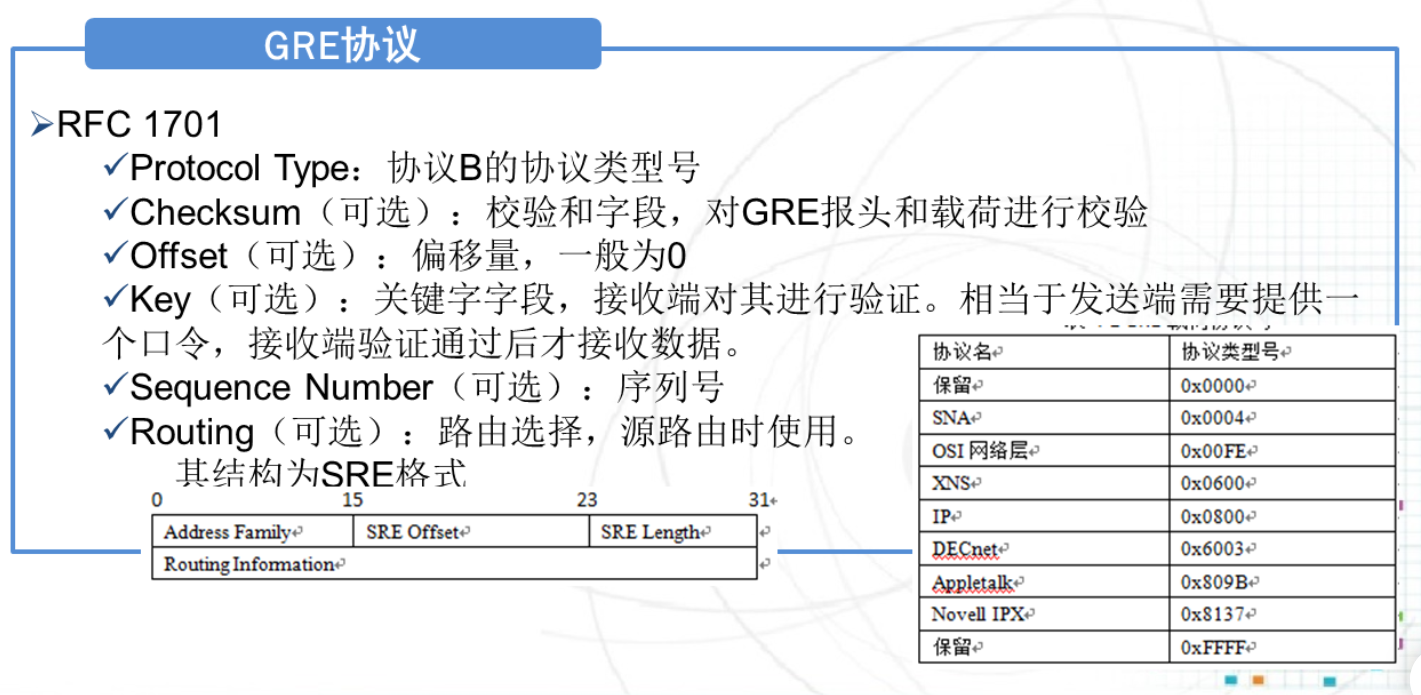 GRE协议
➢RFC 1701
✓Protocol Type：协议B的协议类型号
✓Checksum（可选）：校验和字段，对GRE报头和载荷进行校验
✓Offset（可选）：偏移量，一般为0
✓Key（可选）：关键字字段，接收端对其进行验证。相当于发送端需要提供一
个口令，接收端验证通过后才接收数据。
✓Sequence Number（可选）：序列号
✓Routing（可选）：路由选择，源路由时使用。
其结构为SRE格式
0 15 23 31
Address Family SRE Offset SRE Length
Routing Information
协议名 协议类型号
保留 0x0000
SNA 0x0004
OSI 网络层 0x00FE
XNS 0x0600
IP 0x0800
DECnet 0x6003
Appletalk 0x809B
Novell IPX 0x8137
保留 0xFFFF